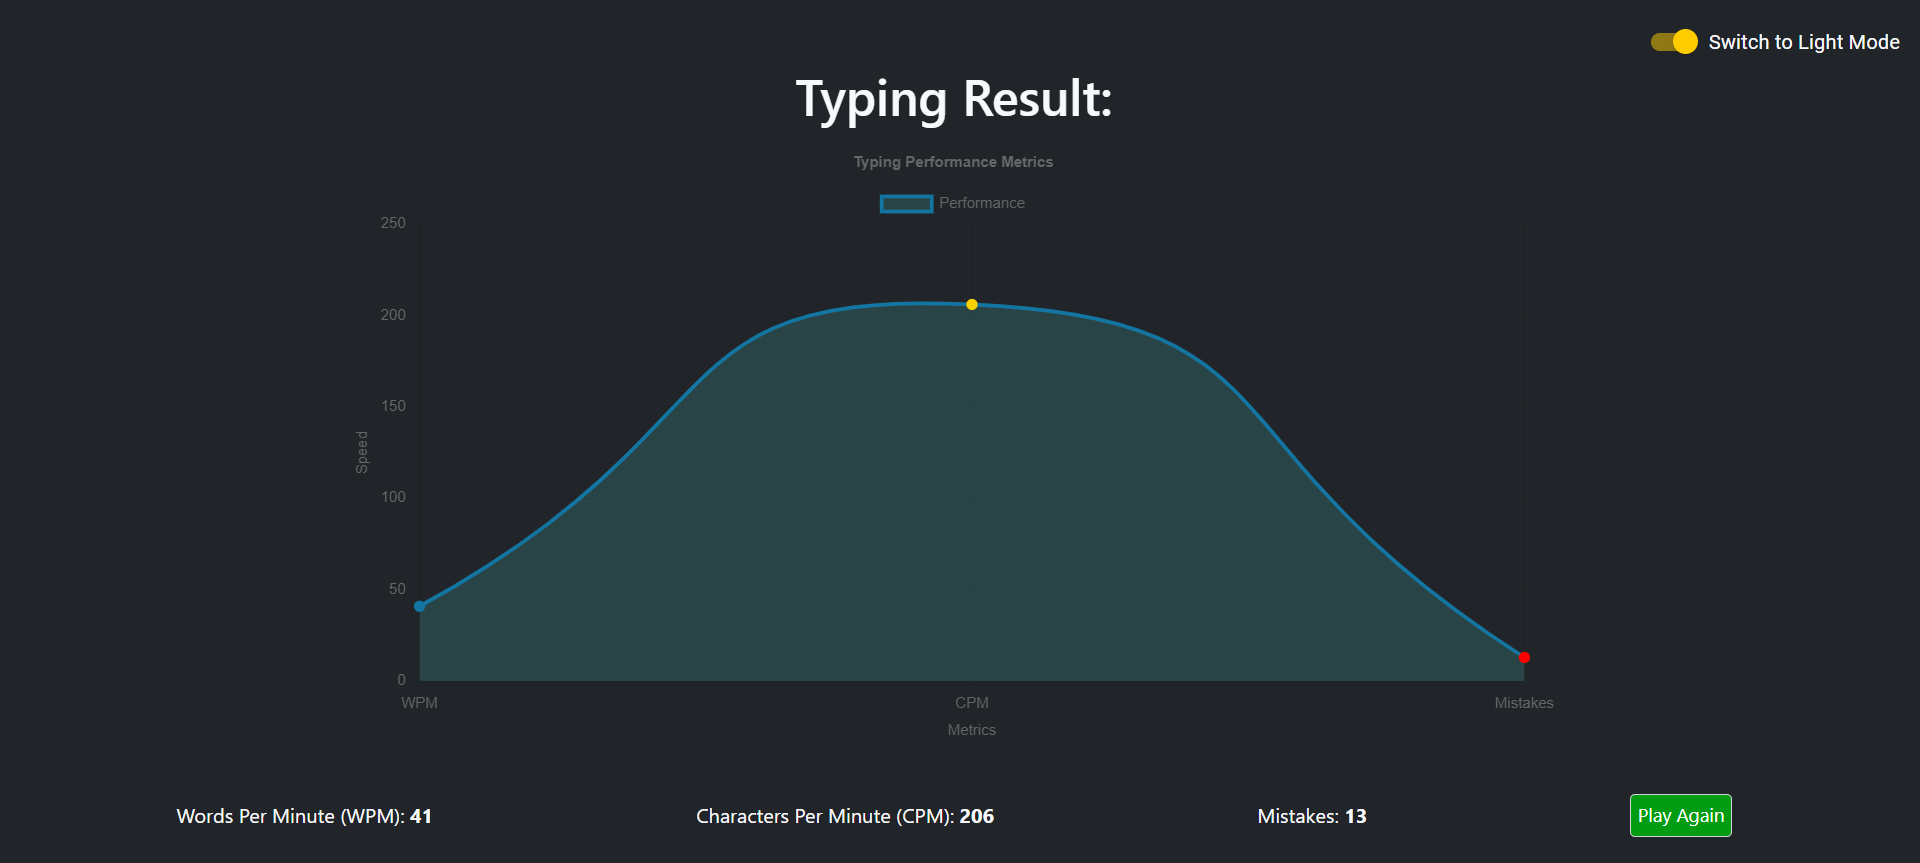 Switch to Light Mode
Typing Result:
Typing Performance Metrics
Performance
250
200
150
100
50
0
Speed
WPM CPM Mistakes
Metrics
Words Per Minute (WPM): 41 Characters Per Minute (CPM): 206 Mistakes: 13 Play Again